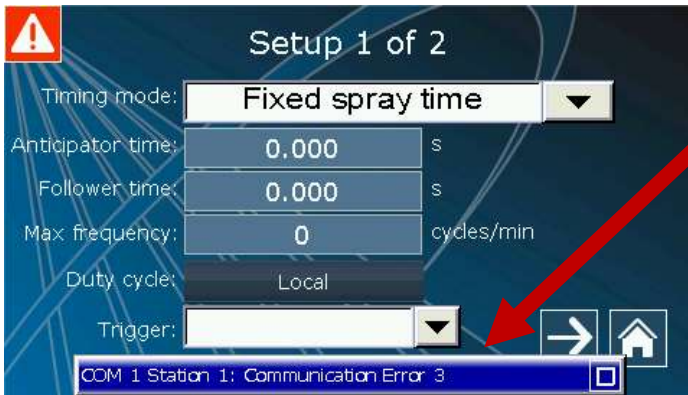 Setup 1 of 2
Timing mode: Fixed spray time
Anticipator time: 0.000 s
Follower time: 0.000 s
Max frequency: 0 cycles/min
Duty cycle: Local
Trigger:
COM 1 Station 1: Communication Error 3